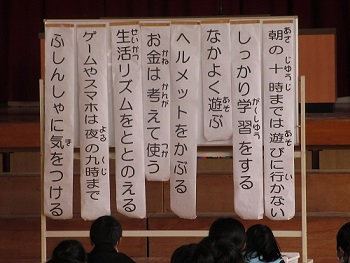 朝の十時までは遊びに行かない
しっかり学習をする
なかよく遊ぶ
ヘルメットをかぶる
お金は考えて使う
生活リズムをととのえる
ゲームやスマホは夜の九時まで
ふしんしゃに気をつける